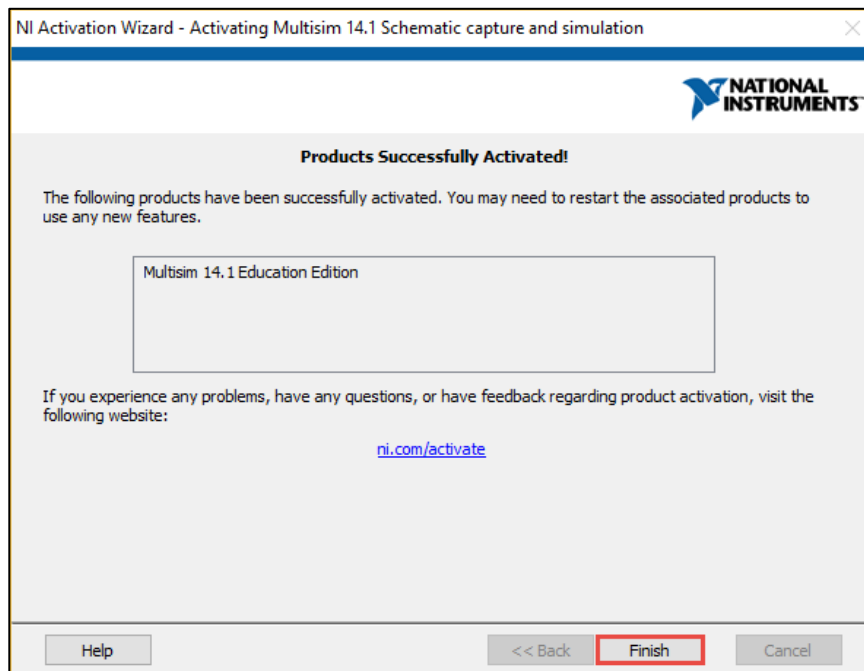 NI Activation Wizard - Activating Multisim 14.1 Schematic capture and simulation
NATIONAL
INSTRUMENTS™
Products Successfully Activated!
The following products have been successfully activated. You may need to restart the associated products to
use any new features.
Multisim 14.1 Education Edition
If you experience any problems, have any questions, or have feedback regarding product activation, visit the
following website:
ni.com/activate
Help
<< Back
Finish
Cancel